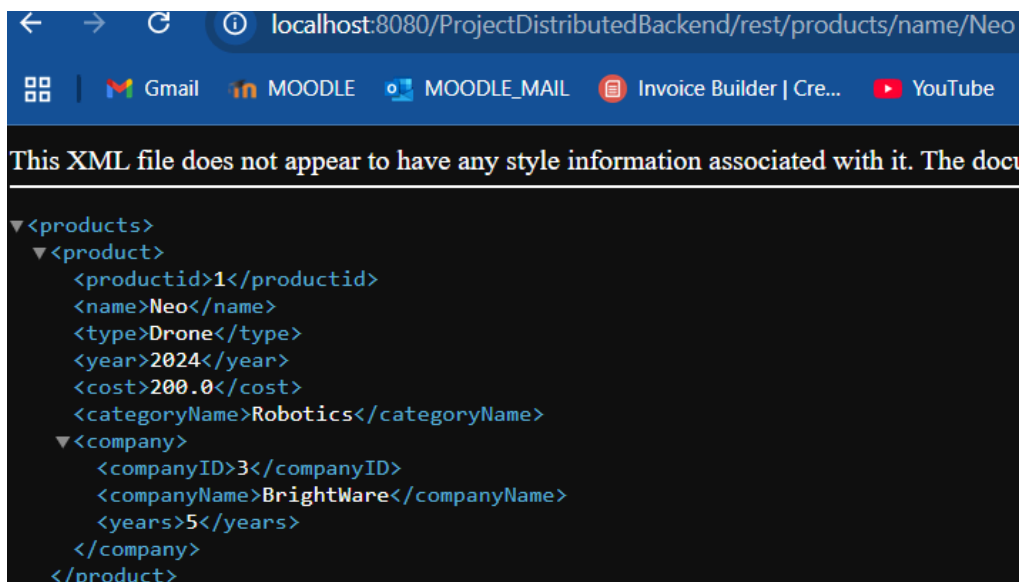 localhost:8080/ProjectDistributedBackend/rest/products/name/Neo
Gmail MOODLE MOODLE_MAIL Invoice Builder | Cre... YouTube
This XML file does not appear to have any style information associated with it. The docu
▼<products>
▼<product>
<productid>1</productid>
<name>Neo</name>
<type>Drone</type>
<year>2024</year>
<cost>200.0</cost>
<categoryName>Robotics</categoryName>
▼<company>
<companyID>3</companyID>
<companyName>BrightWare</companyName>
<years>5</years>
</company>
</product>